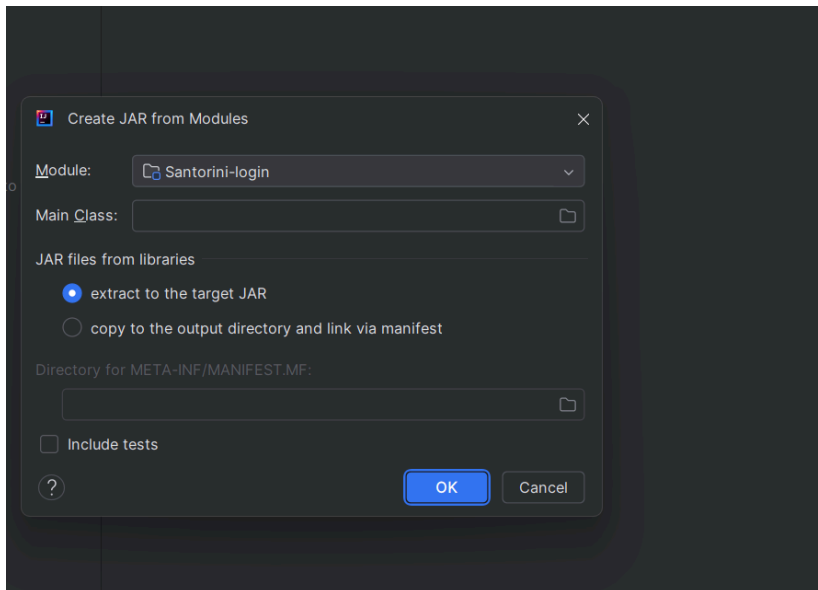 Create JAR from Modules
Module: Santorini-login
to
Main Class:
JAR files from libraries
extract to the target JAR
copy to the output directory and link via manifest
Directory for META-INF/MANIFEST.MF:
Include tests
? OK Cancel